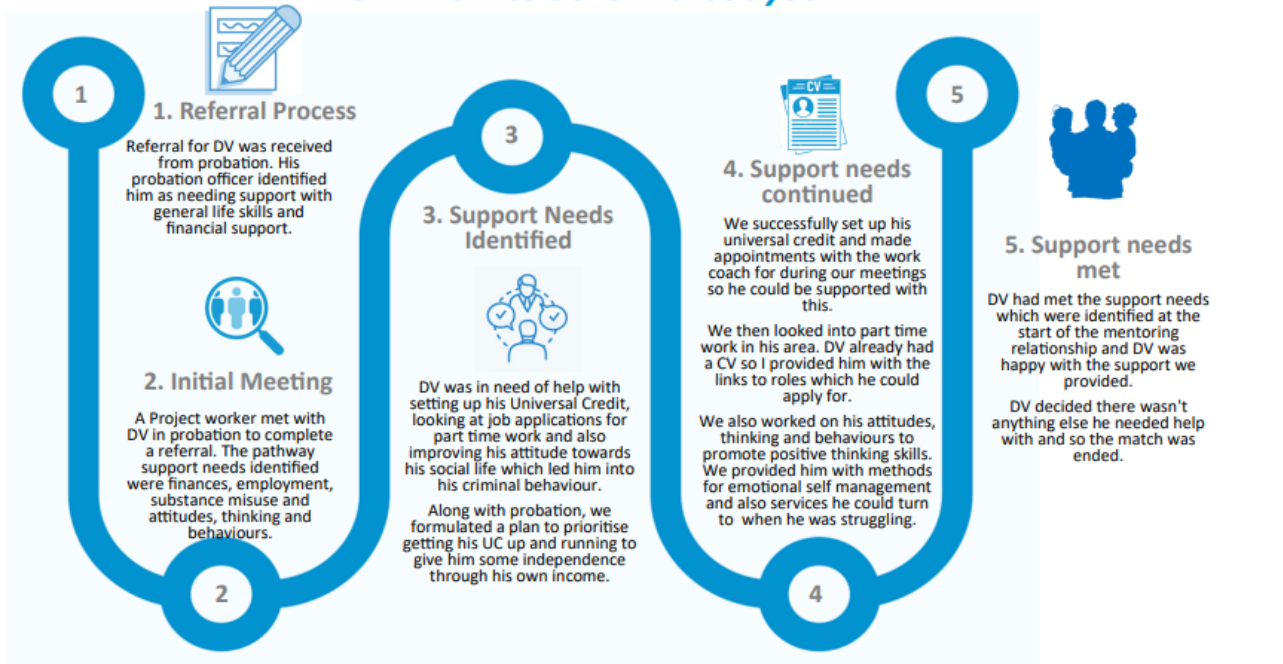 1
1. Referral Process
Referral for DV was received
from probation. His
probation officer identified
him as needing support with
general life skills and
financial support.
2. Initial Meeting
A Project worker met with
DV in probation to complete
a referral. The pathway
support needs identified
were finances, employment,
substance misuse and
attitudes, thinking and
behaviours.
2
3
3. Support Needs
Identified
DV was in need of help with
setting up his Universal Credit,
looking at job applications for
part time work and also
improving his attitude towards
his social life which led him into
his criminal behaviour.
Along with probation, we
formulated a plan to prioritise
getting his UC up and running to
give him some independence
through his own income.
CV
4. Support needs
continued
We successfully set up his
universal credit and made
appointments with the work
coach for during our meetings
so he could be supported with
this.
We then looked into part time
work in his area. DV already had
a CV so I provided him with the
links to roles which he could
apply for.
We also worked on his attitudes,
thinking and behaviours to
promote positive thinking skills.
We provided him with methods
for emotional self management
and also services he could turn
to when he was struggling.
4
5
5. Support needs
met
DV had met the support needs
which were identified at the
start of the mentoring
relationship and DV was
happy with the support we
provided.
DV decided there wasn't
anything else he needed help
with and so the match was
ended.